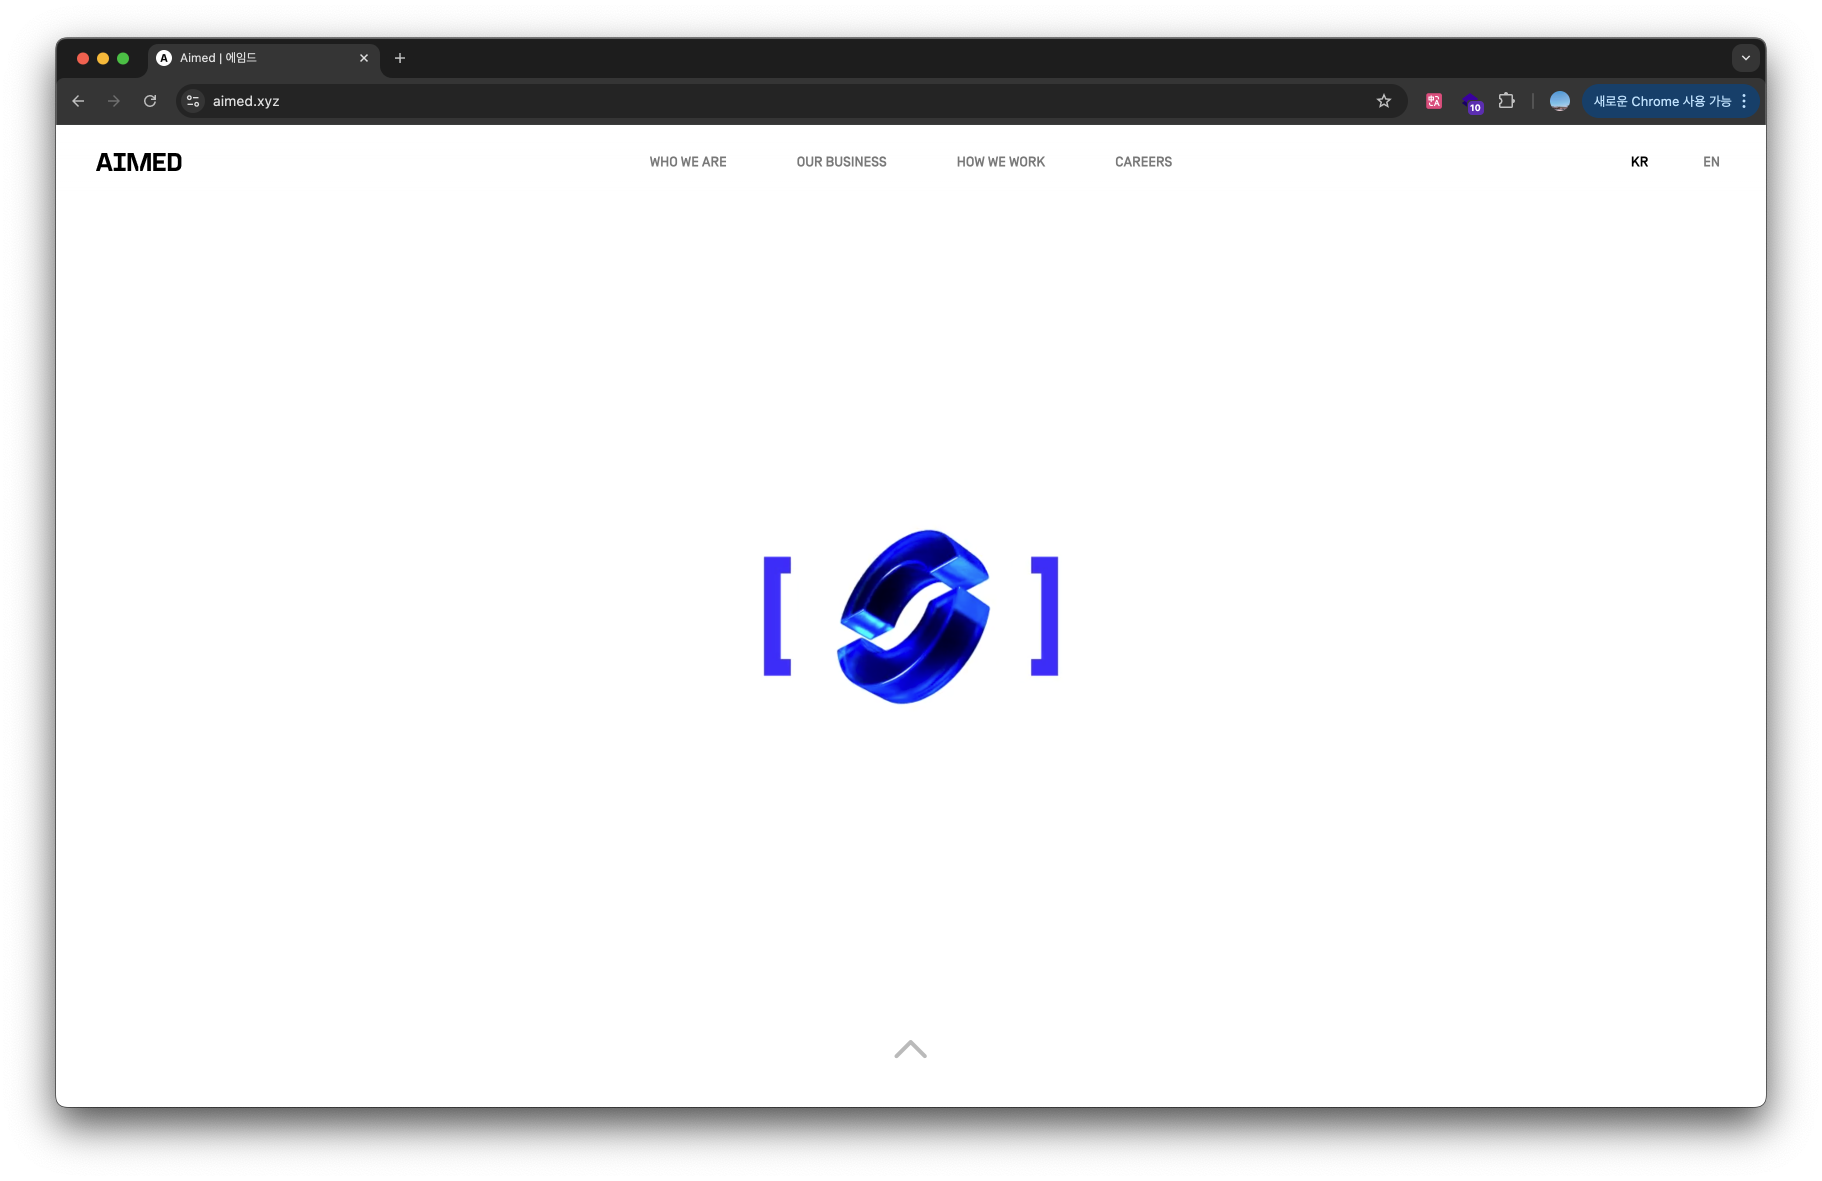 Aimed | 에임드
aimed.xyz
10
새로운 Chrome 사용 가능
AIMED
WHO WE ARE
OUR BUSINESS
HOW WE WORK
CAREERS
KR
EN
[ ]